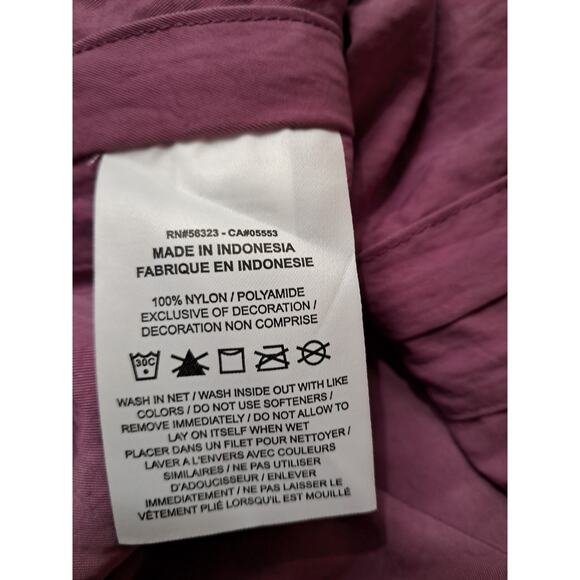 RN#56323 - CA#05553
MADE IN INDONESIA
FABRIQUE EN INDONESIE
100% NYLON / POLYAMIDE
EXCLUSIVE OF DECORATION /
DECORATION NON COMPRISE
30C
WASH IN NET / WASH INSIDE OUT WITH LIKE
COLORS / DO NOT USE SOFTENERS /
REMOVE IMMEDIATELY / DO NOT ALLOW TO
LAY ON ITSELF WHEN WET
PLACER DANS UN FILET POUR NETTOYER /
LAVER A L'ENVERS AVEC COULEURS
SIMILAIRES / NE PAS UTILISER
D'ADOUCISSEUR / ENLEVER
IMMEDIATEMENT / NE PAS LAISSER LE
VÊTEMENT PLIÉ LORSQU'IL EST MOUILLÉ